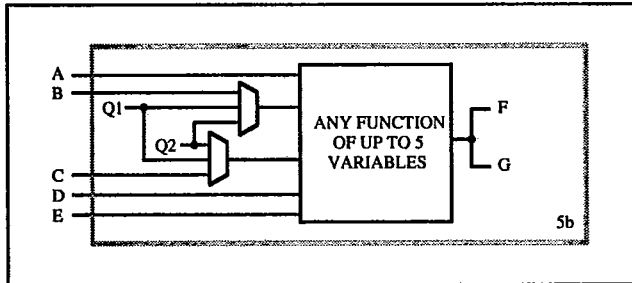 A
B
Q1
Q2
C
D
E
ANY FUNCTION
OF UP TO 5
VARIABLES
F
G
5b